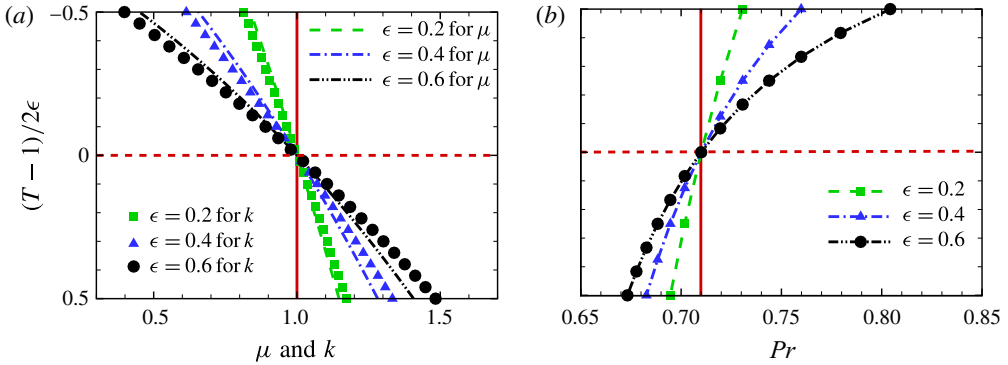 (a)
(T − 1)/2ϵ
−0.5
0
0.5
ϵ = 0.2 for μ
ϵ = 0.4 for μ
ϵ = 0.6 for μ
ϵ = 0.2 for k
ϵ = 0.4 for k
ϵ = 0.6 for k
0.5 1.0 1.5
μ and k
(b)
ϵ = 0.2
ϵ = 0.4
ϵ = 0.6
0.65 0.70 0.75 0.80 0.85
Pr